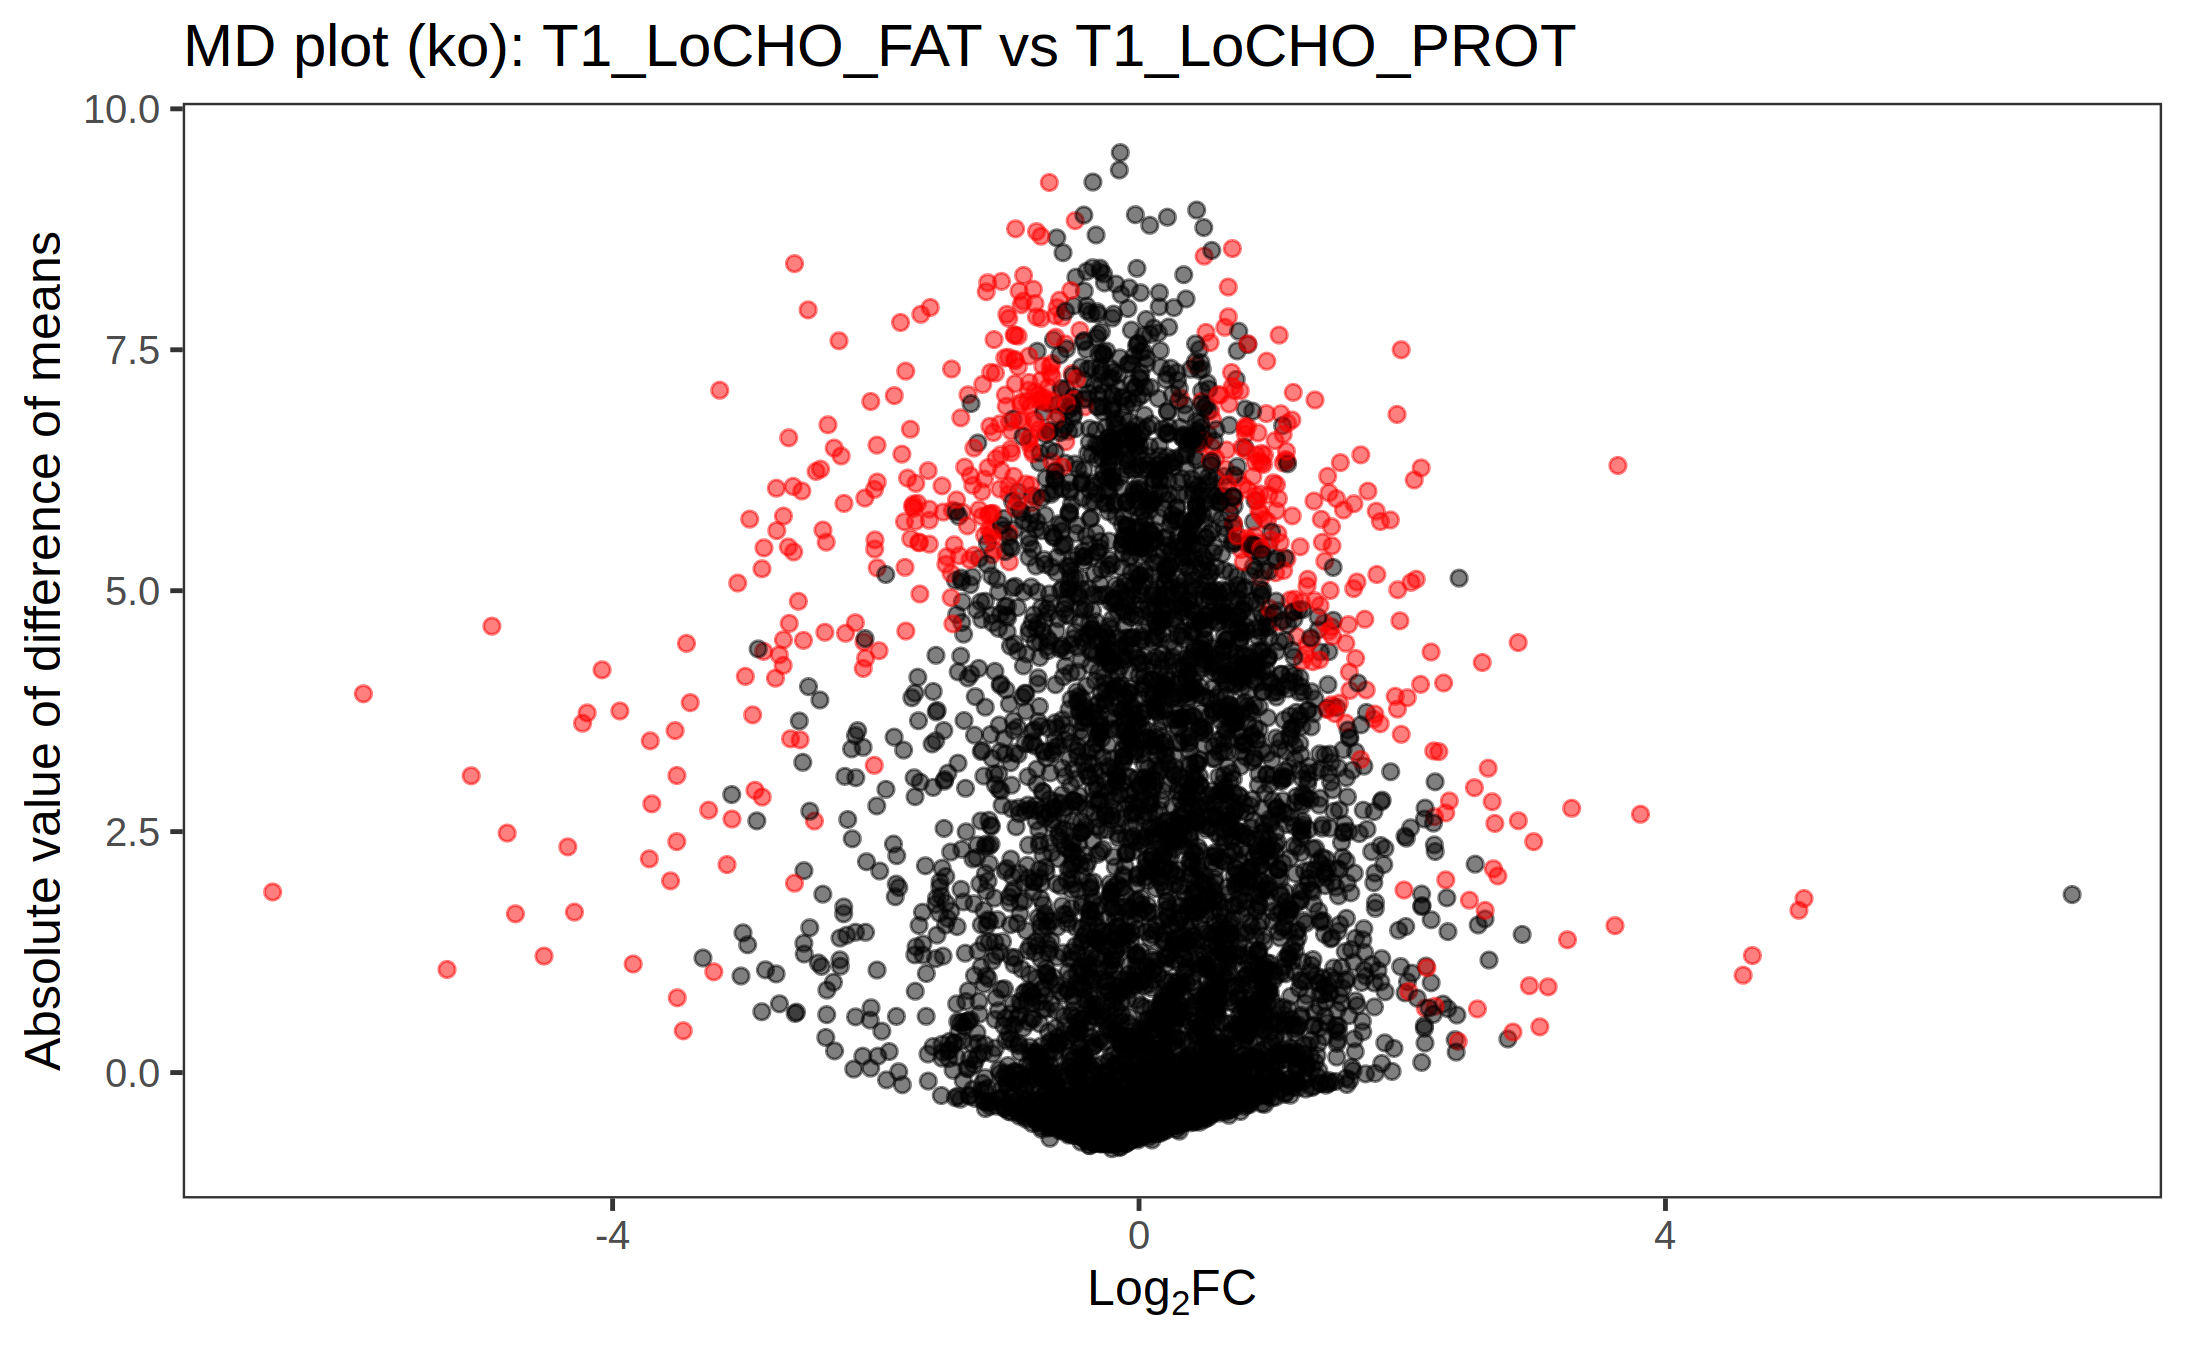 MD plot (ko): T1_LoCHO_FAT vs T1_LoCHO_PROT
Absolute value of difference of means
10.0
7.5
5.0
2.5
0.0
-4 0 4
Log₂FC